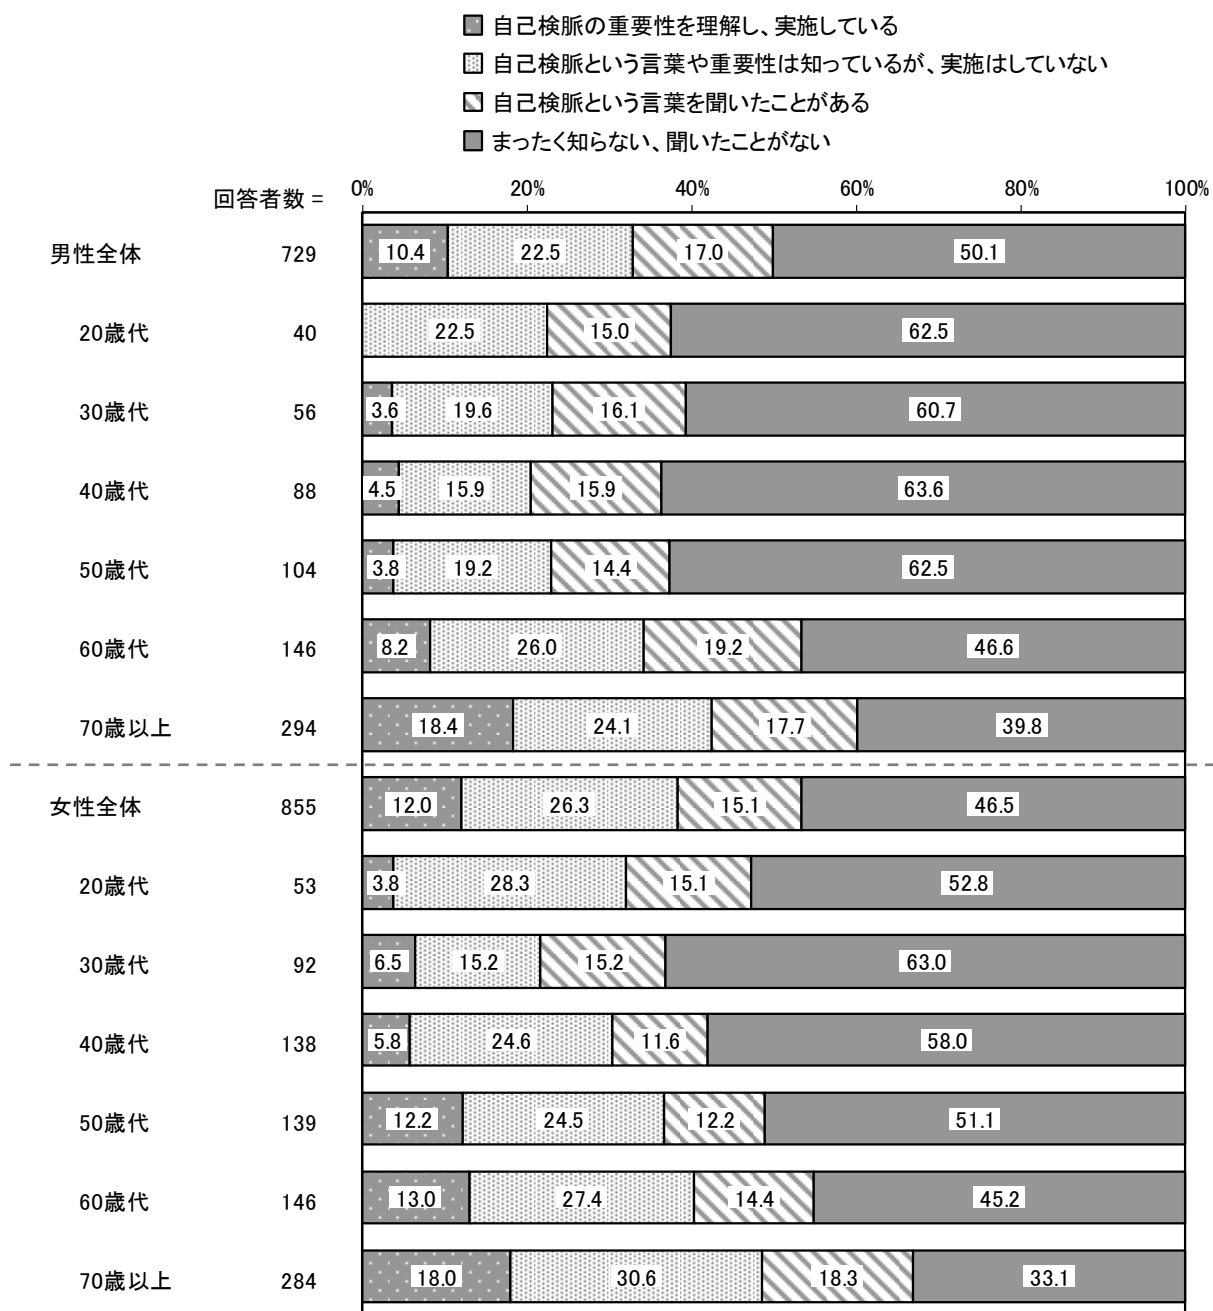 自己検脈の重要性を理解し、実施している
自己検脈という言葉や重要性は知っているが、実施はしていない
自己検脈という言葉を聞いたことがある
まったく知らない、聞いたことがない
回答者数 = 0% 20% 40% 60% 80% 100%
男性全体 729 10.4 22.5 17.0 50.1
20歳代 40 22.5 15.0 62.5
30歳代 56 3.6 19.6 16.1 60.7
40歳代 88 4.5 15.9 15.9 63.6
50歳代 104 3.8 19.2 14.4 62.5
60歳代 146 8.2 26.0 19.2 46.6
70歳以上 294 18.4 24.1 17.7 39.8
女性全体 855 12.0 26.3 15.1 46.5
20歳代 53 3.8 28.3 15.1 52.8
30歳代 92 6.5 15.2 15.2 63.0
40歳代 138 5.8 24.6 11.6 58.0
50歳代 139 12.2 24.5 12.2 51.1
60歳代 146 13.0 27.4 14.4 45.2
70歳以上 284 18.0 30.6 18.3 33.1